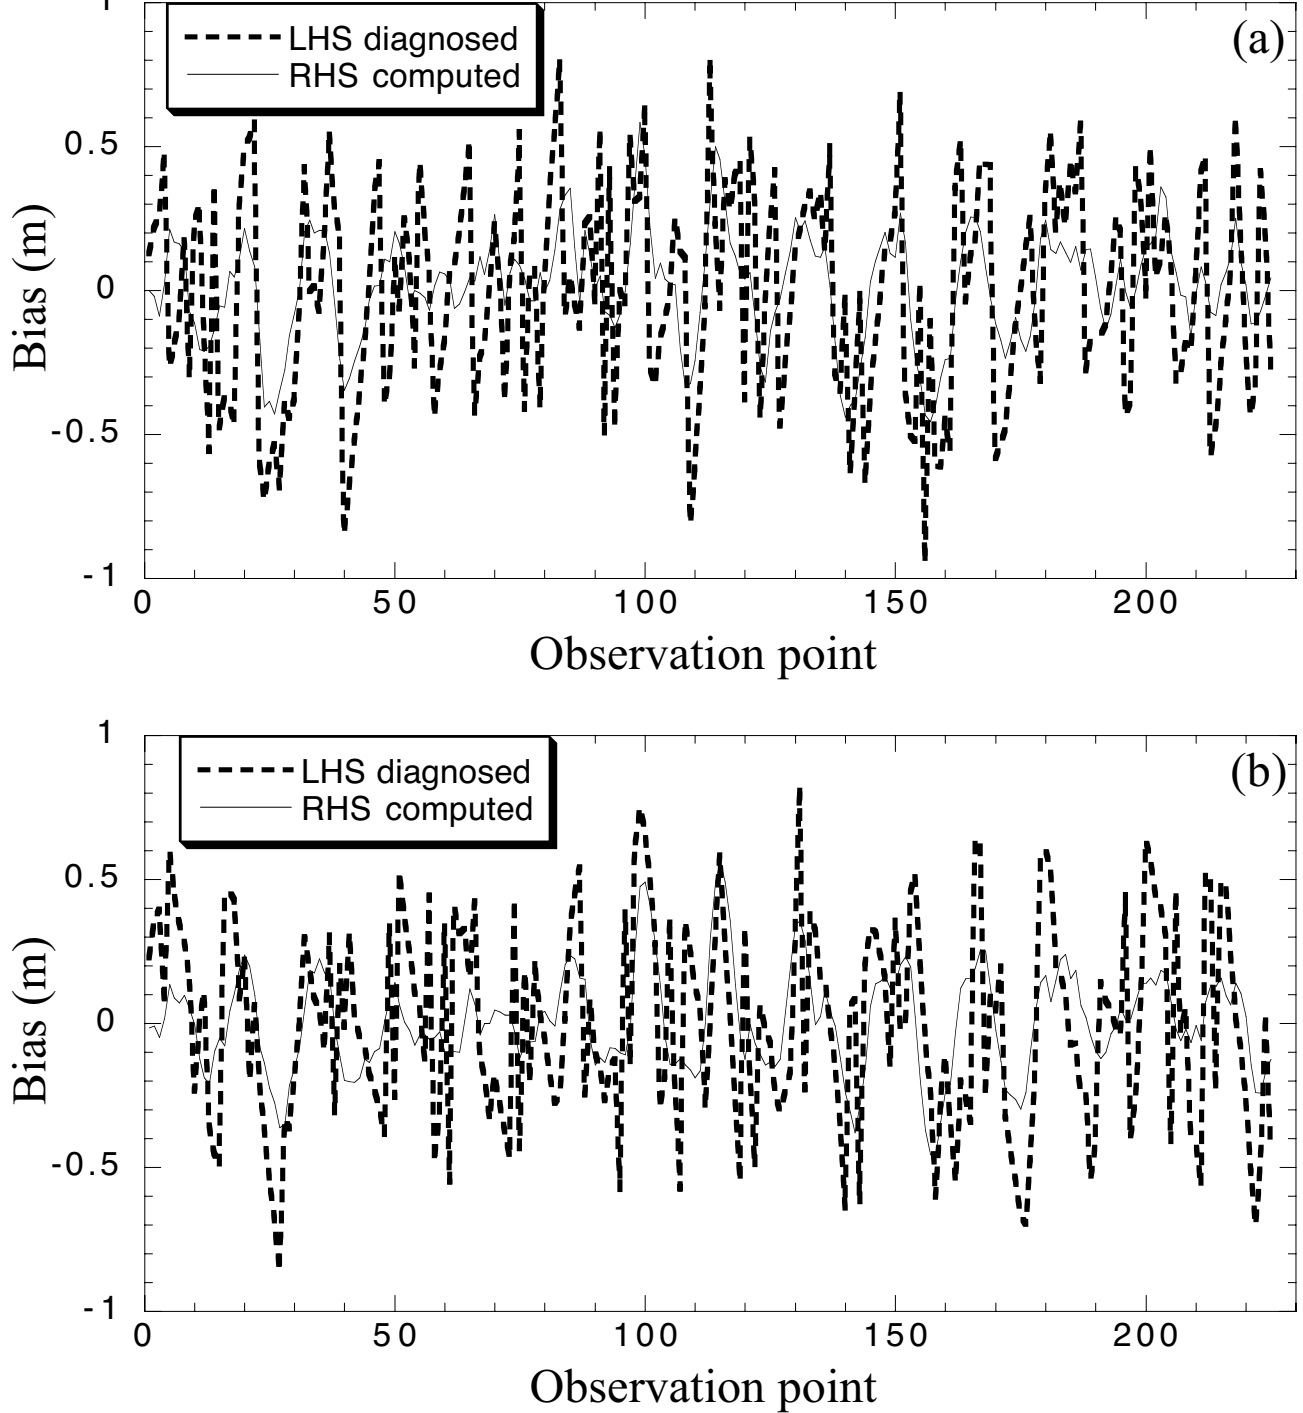 1
LHS diagnosed
RHS computed
(a)
0.5
0
-0.5
-1
Bias (m)
0 50 100 150 200
Observation point
1
LHS diagnosed
RHS computed
(b)
0.5
0
-0.5
-1
Bias (m)
0 50 100 150 200
Observation point